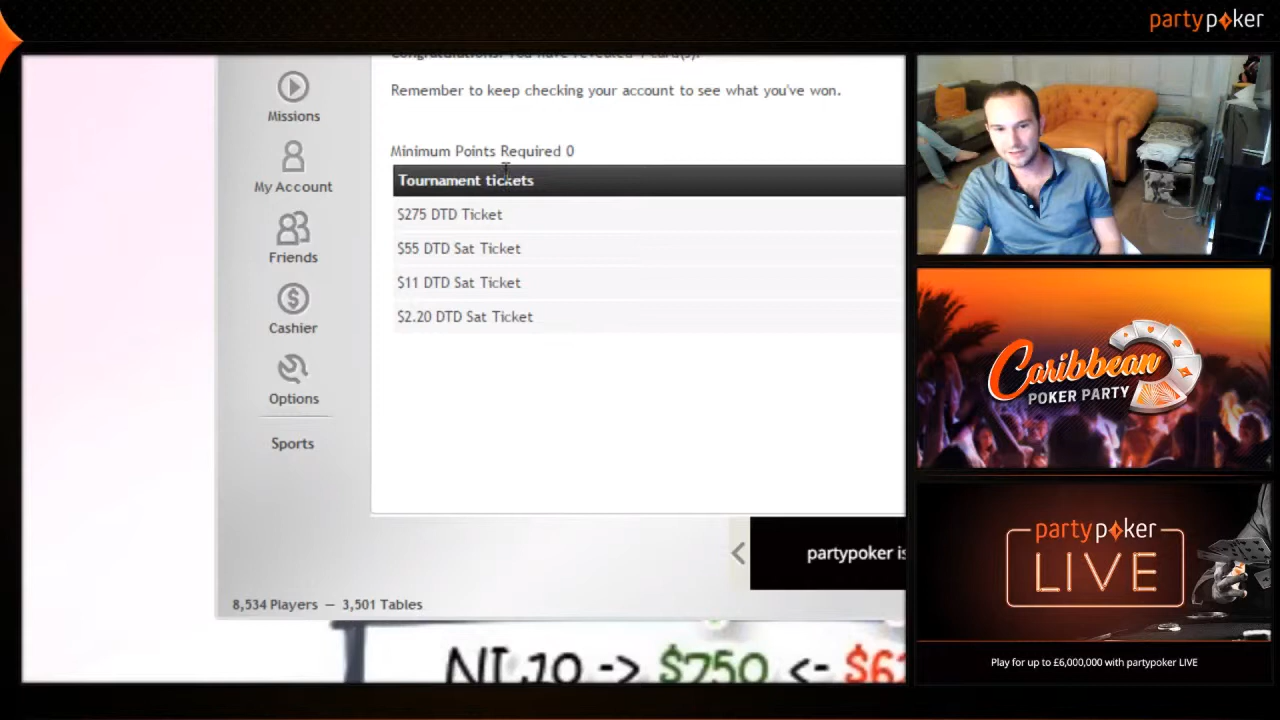 partypoker
Remember to keep checking your account to see what you've won.
Missions
Minimum Points Required 0
Tournament tickets
My Account
$275 DTD Ticket
$55 DTD Sat Ticket
Friends
$11 DTD Sat Ticket
$2.20 DTD Sat Ticket
Cashier
Options
Sports
partypoker is
8,534 Players — 3,501 Tables
NL10 -> $250 <- $6
Caribbean
POKER PARTY
partypoker
LIVE
Play for up to £6,000,000 with partypoker LIVE